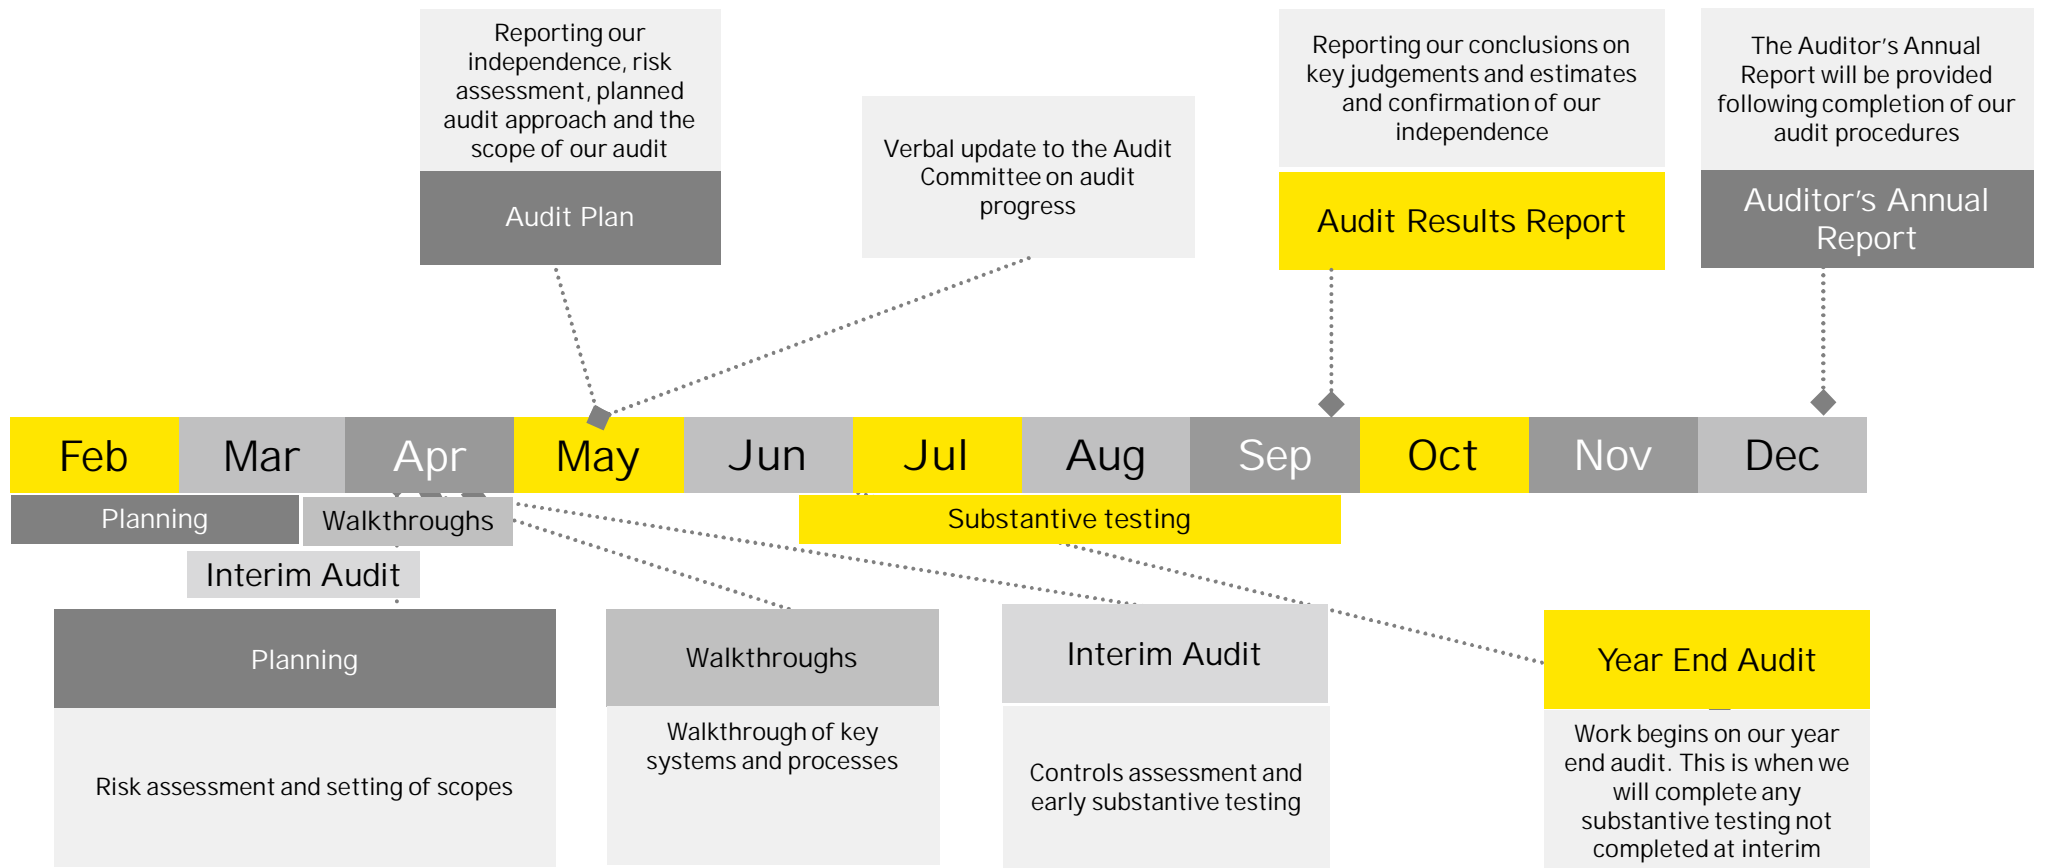 Reporting our
independence, risk
assessment, planned
audit approach and the
scope of our audit
Audit Plan
Verbal update to the Audit
Committee on audit
progress
Reporting our conclusions on
key judgements and estimates
and confirmation of our
independence
Audit Results Report
The Auditor's Annual
Report will be provided
following completion of our
audit procedures
Auditor's Annual
Report
Feb Mar Apr May Jun Jul Aug Sep Oct Nov Dec
Planning
Walkthroughs
Substantive testing
Interim Audit
Planning
Risk assessment and setting of scopes
Walkthroughs
Walkthrough of key
systems and processes
Interim Audit
Controls assessment and
early substantive testing
Year End Audit
Work begins on our year
end audit. This is when we
will complete any
substantive testing not
completed at interim